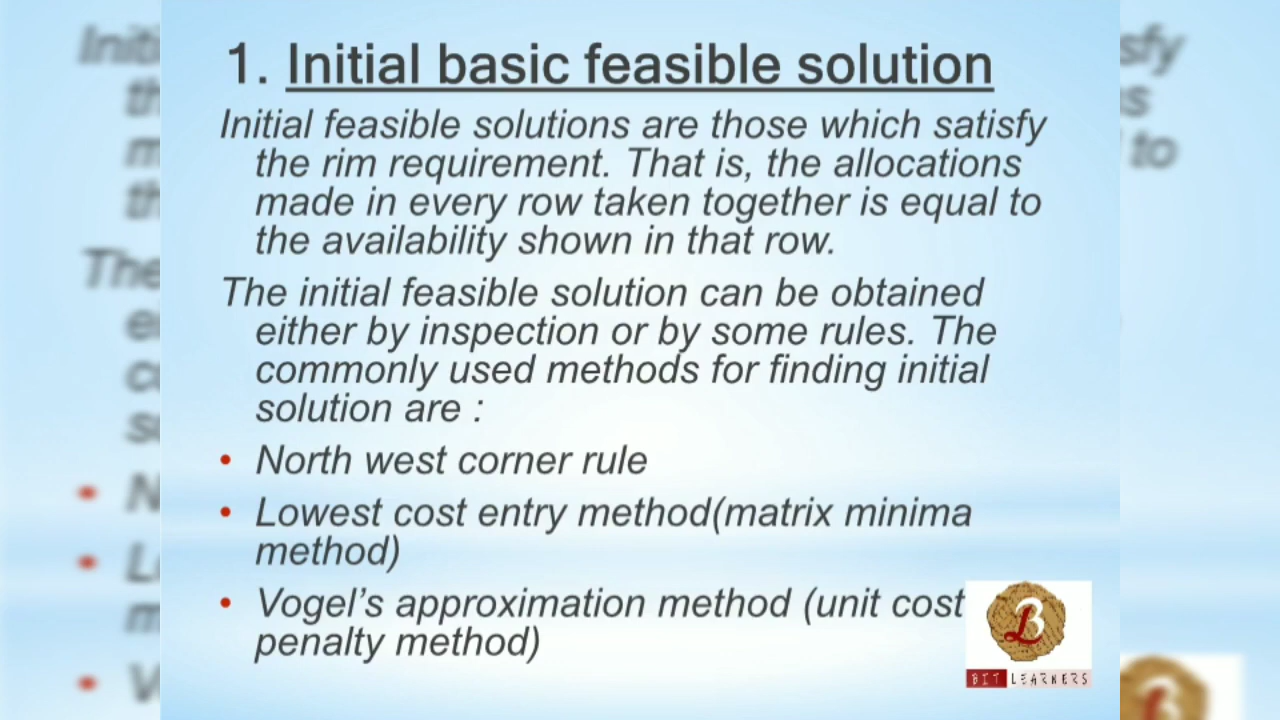 1. Initial basic feasible solution
Initial feasible solutions are those which satisfy
the rim requirement. That is, the allocations
made in every row taken together is equal to
the availability shown in that row.
The initial feasible solution can be obtained
either by inspection or by some rules. The
commonly used methods for finding initial
solution are :
• North west corner rule
• Lowest cost entry method(matrix minima
method)
• Vogel’s approximation method (unit cost
penalty method)
BIT LEARNERS